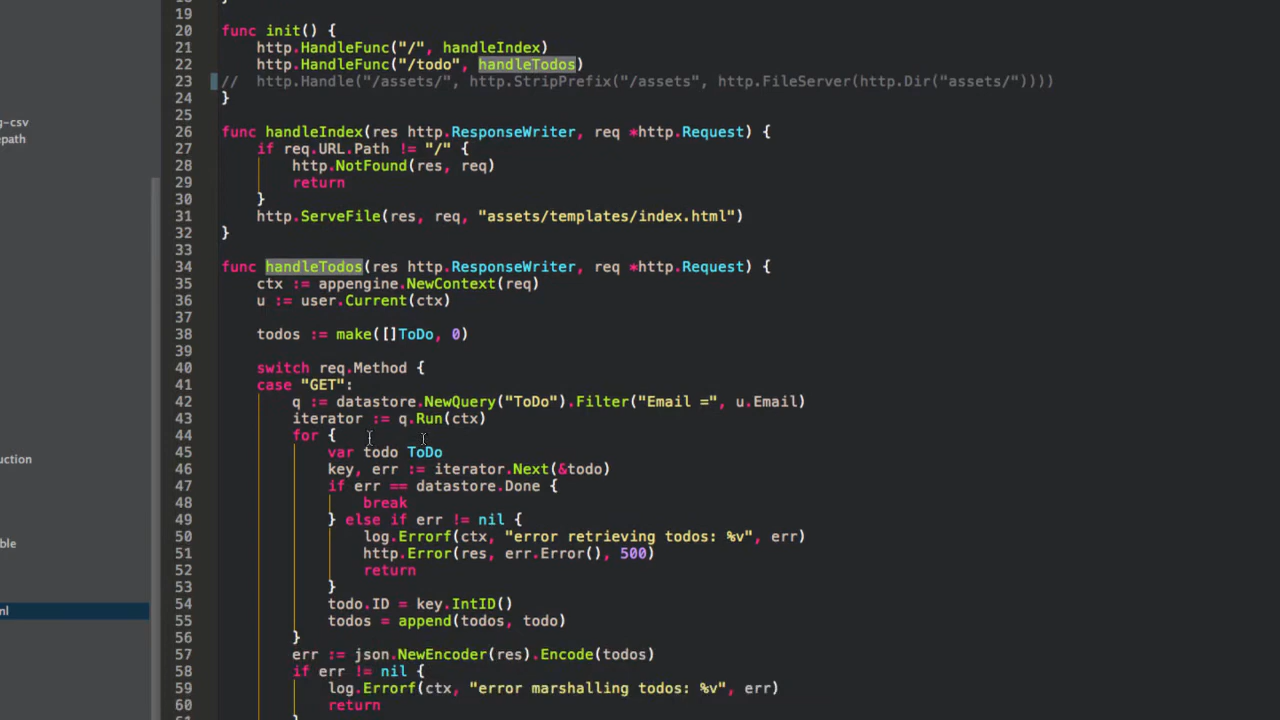 18
19
20 func init() {
21 http.HandleFunc("/", handleIndex)
22 http.HandleFunc("/todo", handleTodos)
23 // http.Handle("/assets/", http.StripPrefix("/assets", http.FileServer(http.Dir("assets/"))))
24 }
25
26 func handleIndex(res http.ResponseWriter, req *http.Request) {
27 if req.URL.Path != "/" {
28 http.NotFound(res, req)
29 return
30 }
31 http.ServeFile(res, req, "assets/templates/index.html")
32 }
33
34 func handleTodos(res http.ResponseWriter, req *http.Request) {
35 ctx := appengine.NewContext(req)
36 u := user.Current(ctx)
37
38 todos := make([]ToDo, 0)
39
40 switch req.Method {
41 case "GET":
42 q := datastore.NewQuery("ToDo").Filter("Email =", u.Email)
43 iterator := q.Run(ctx)
44 for {
45 var todo ToDo
46 key, err := iterator.Next(&todo)
47 if err == datastore.Done {
48 break
49 } else if err != nil {
50 log.Errorf(ctx, "error retrieving todos: %v", err)
51 http.Error(res, err.Error(), 500)
52 return
53 }
54 todo.ID = key.IntID()
55 todos = append(todos, todo)
56 }
57 err := json.NewEncoder(res).Encode(todos)
58 if err != nil {
59 log.Errorf(ctx, "error marshalling todos: %v", err)
60 return
g-csv
path
uction
ble
ml